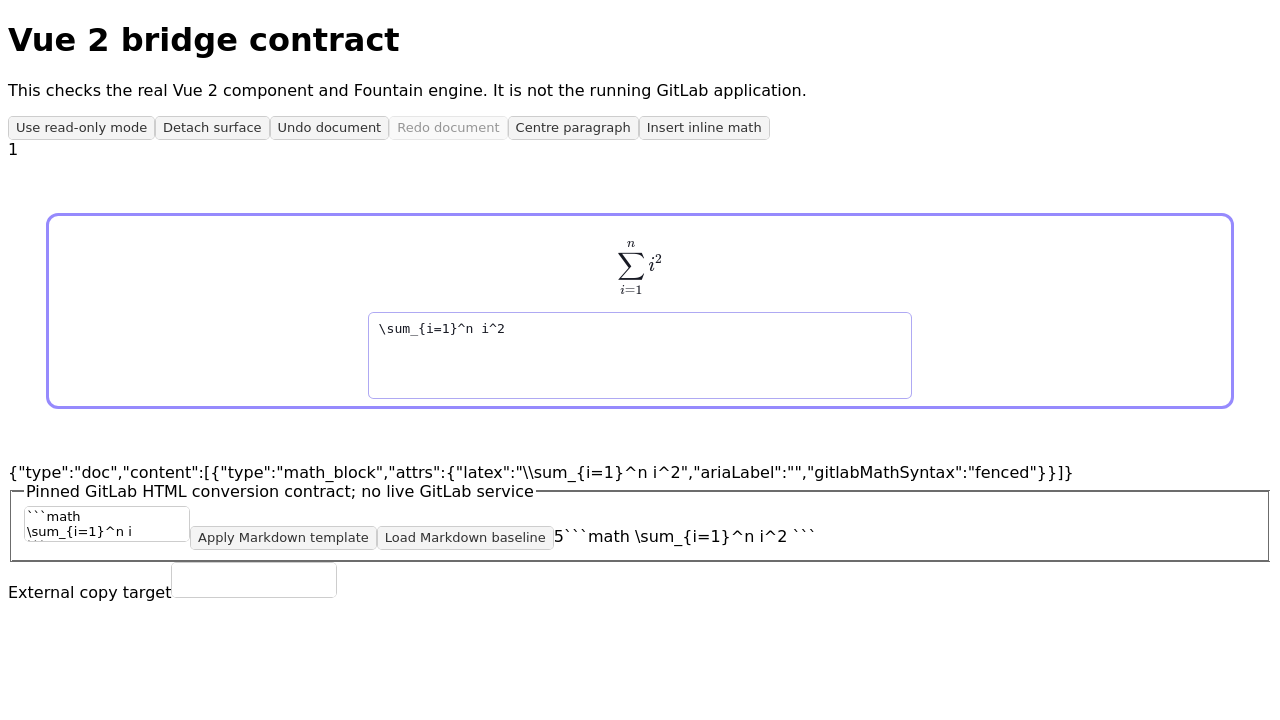 Vue 2 bridge contract
This checks the real Vue 2 component and Fountain engine. It is not the running GitLab application.
Use read-only mode Detach surface Undo document Redo document Centre paragraph Insert inline math
1
n
∑ i²
i=1
\sum_{i=1}^n i^2
{"type":"doc","content":[{"type":"math_block","attrs":{"latex":"\\sum_{i=1}^n i^2","ariaLabel":"","gitlabMathSyntax":"fenced"}}]}
Pinned GitLab HTML conversion contract; no live GitLab service
```math
\sum_{i=1}^n i
Apply Markdown template Load Markdown baseline 5```math \sum_{i=1}^n i^2 ```
External copy target